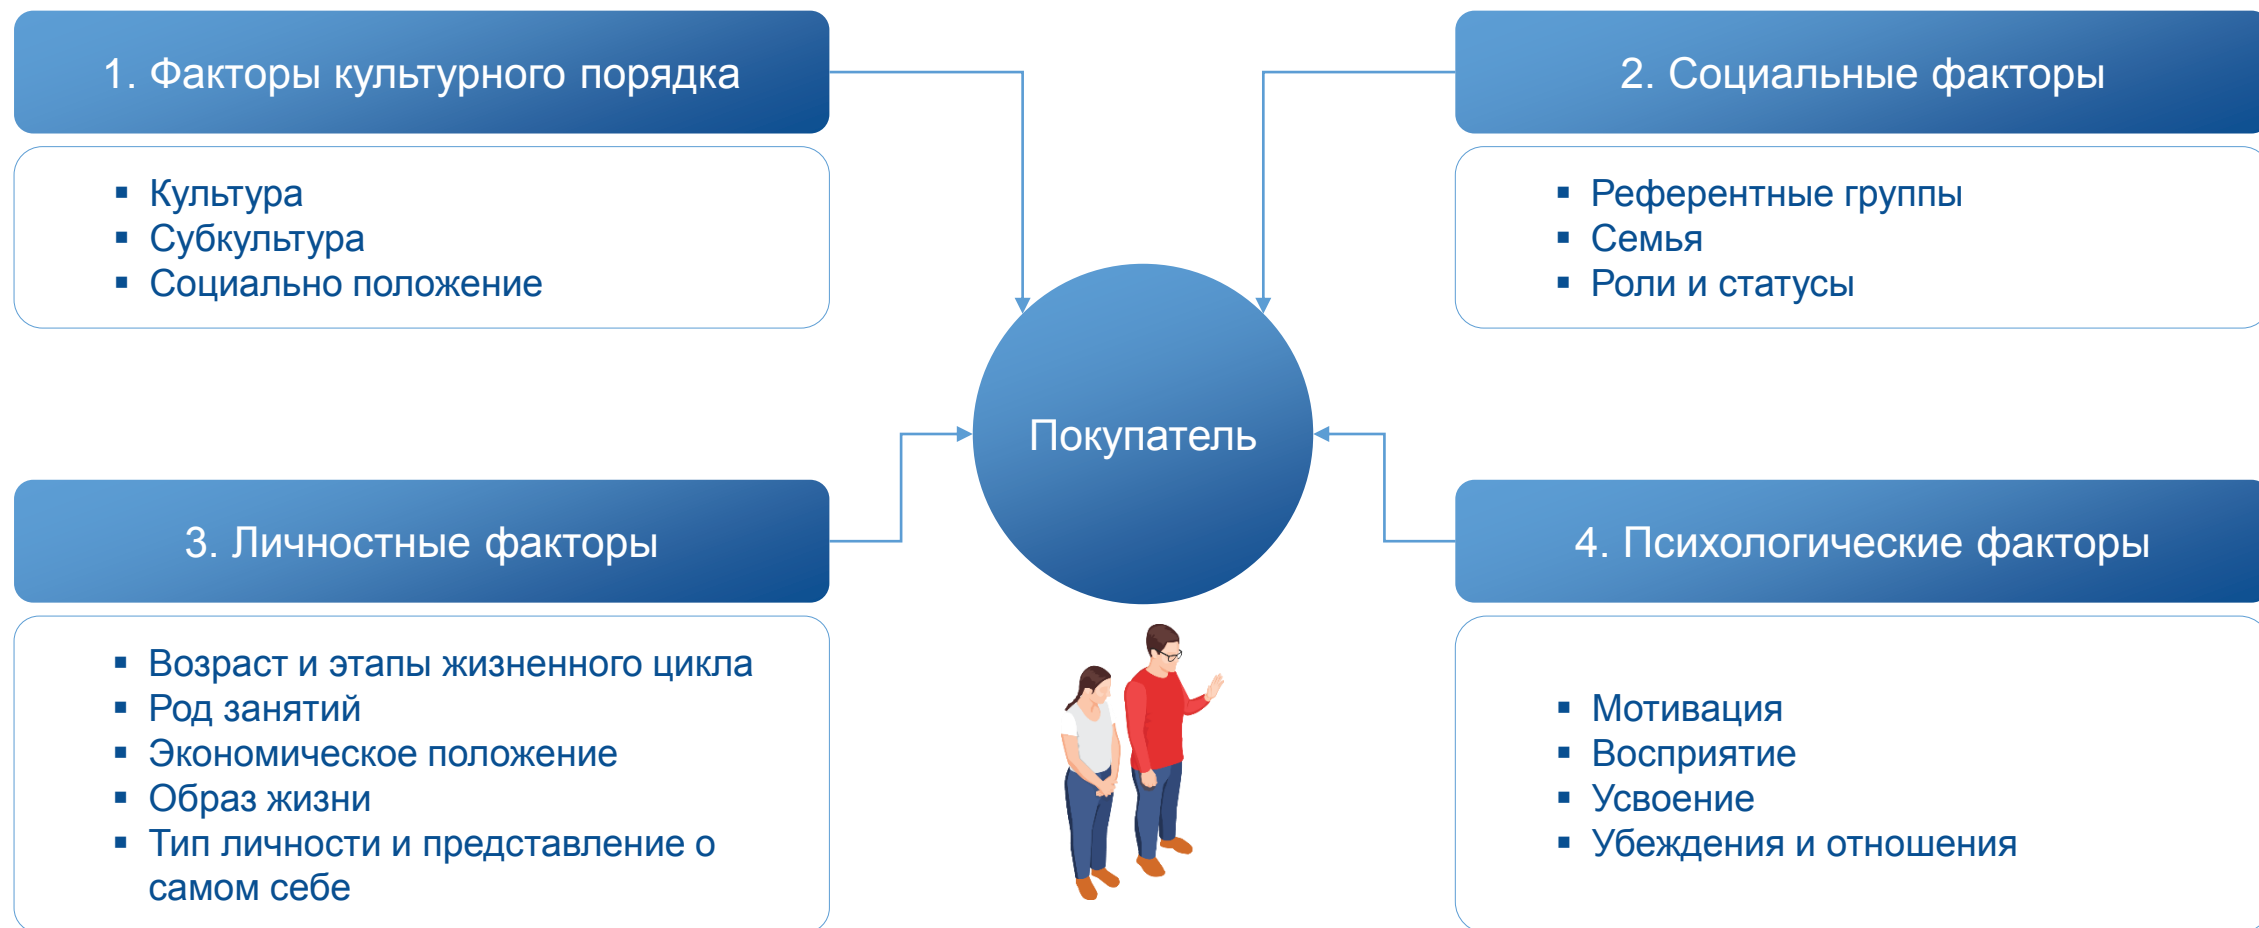 1. Факторы культурного порядка
▪ Культура
▪ Субкультура
▪ Социально положение
2. Социальные факторы
▪ Референтные группы
▪ Семья
▪ Роли и статусы
Покупатель
3. Личностные факторы
▪ Возраст и этапы жизненного цикла
▪ Род занятий
▪ Экономическое положение
▪ Образ жизни
▪ Тип личности и представление о
самом себе
4. Психологические факторы
▪ Мотивация
▪ Восприятие
▪ Усвоение
▪ Убеждения и отношения